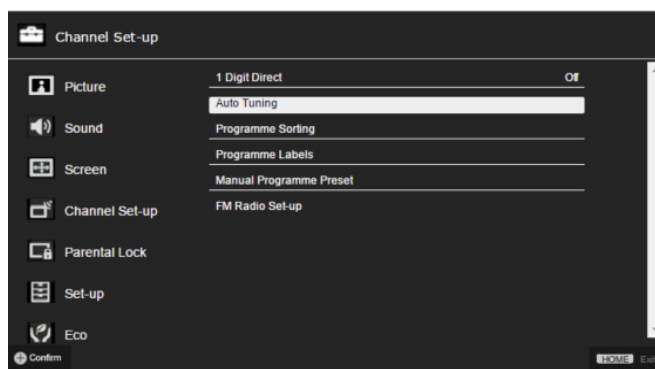 Channel Set-up
Picture
Sound
Screen
Channel Set-up
Parental Lock
Set-up
Eco
1 Digit Direct Off
Auto Tuning
Programme Sorting
Programme Labels
Manual Programme Preset
FM Radio Set-up
Confirm
HOME Exit